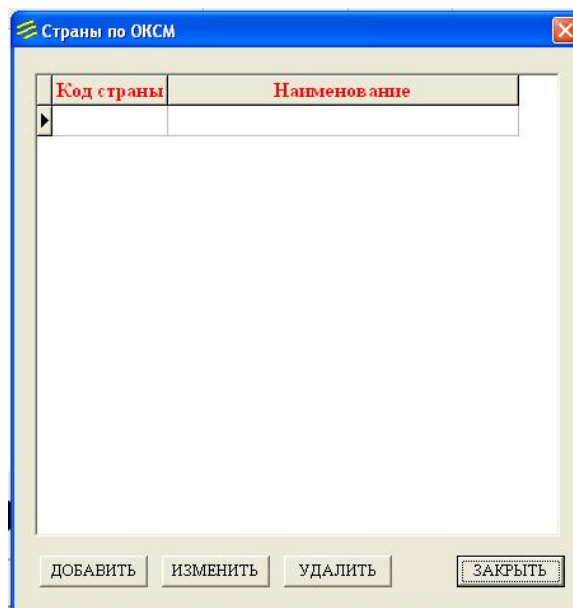 Страны по ОКСМ
Код страны Наименование
ДОБАВИТЬ ИЗМЕНИТЬ УДАЛИТЬ ЗАКРЫТЬ